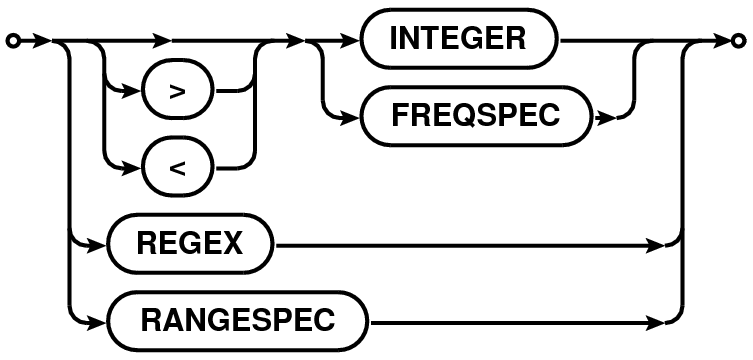 INTEGER
>
FREQSPEC
<
REGEX
RANGESPEC